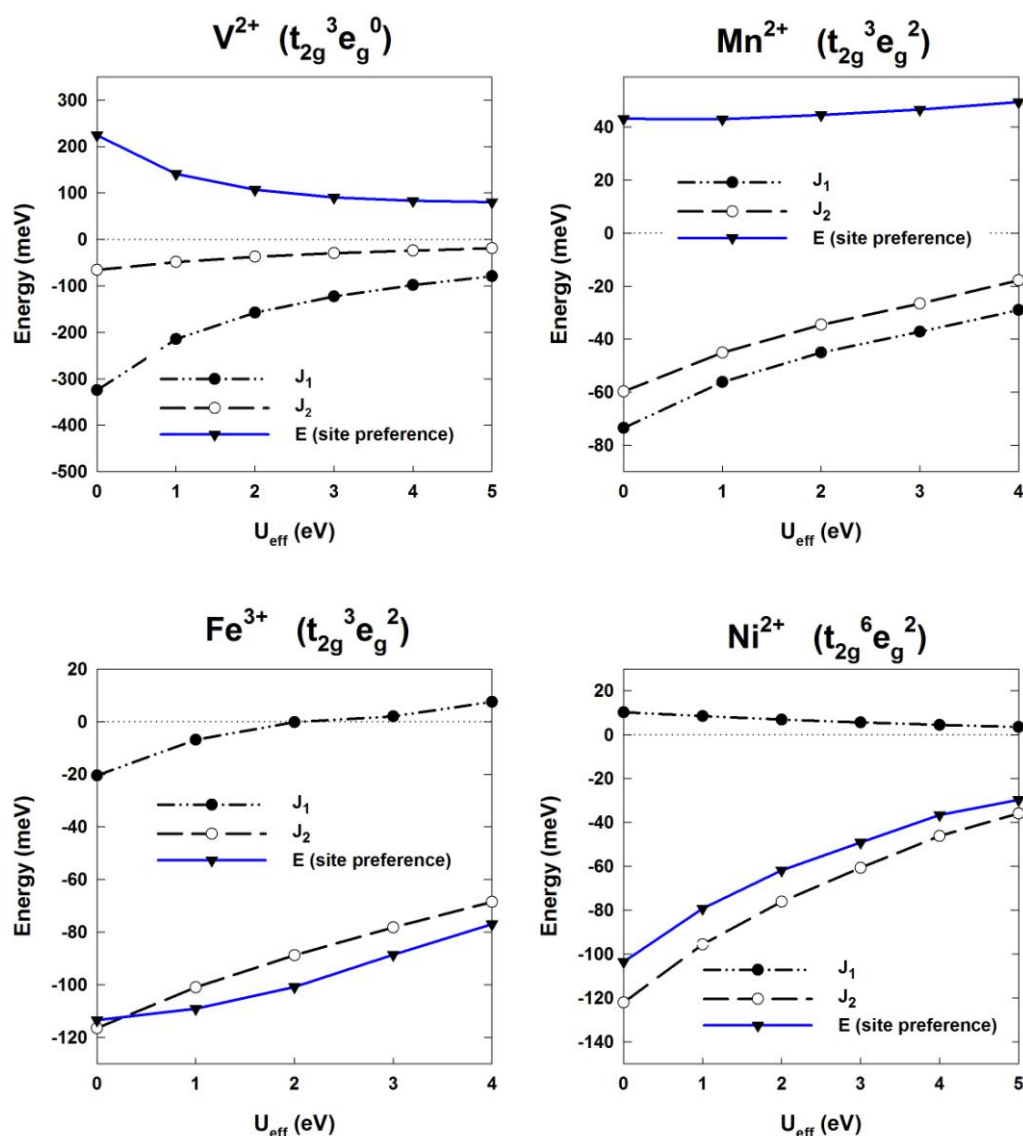 V²⁺ (t₂g³eg⁰)
300
200
100
0
-100
-200
-300
-400
-500
Energy (meV)
J₁
J₂
E (site preference)
0 1 2 3 4 5
U_eff (eV)
Mn²⁺ (t₂g³eg²)
40
20
0
-20
-40
-60
-80
Energy (meV)
J₁
J₂
E (site preference)
0 1 2 3 4
U_eff (eV)
Fe³⁺ (t₂g³eg²)
20
0
-20
-40
-60
-80
-100
-120
Energy (meV)
J₁
J₂
E (site preference)
0 1 2 3 4
U_eff (eV)
Ni²⁺ (t₂g⁶eg²)
20
0
-20
-40
-60
-80
-100
-120
-140
Energy (meV)
J₁
J₂
E (site preference)
0 1 2 3 4 5
U_eff (eV)